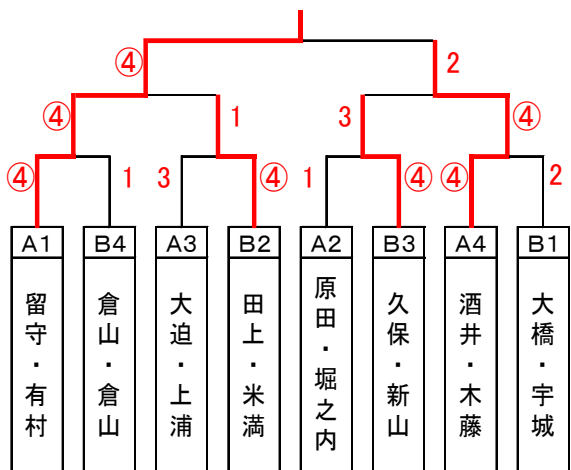 ④ 2
④ 1 3 ④
④ 1 3 ④ 1 ④ ④ 2
A1 B4 A3 B2 A2 B3 A4 B1
留守・有村
倉山・倉山
大迫・上浦
田上・米満
原田・堀之内
久保・新山
酒井・木藤
大橋・宇城